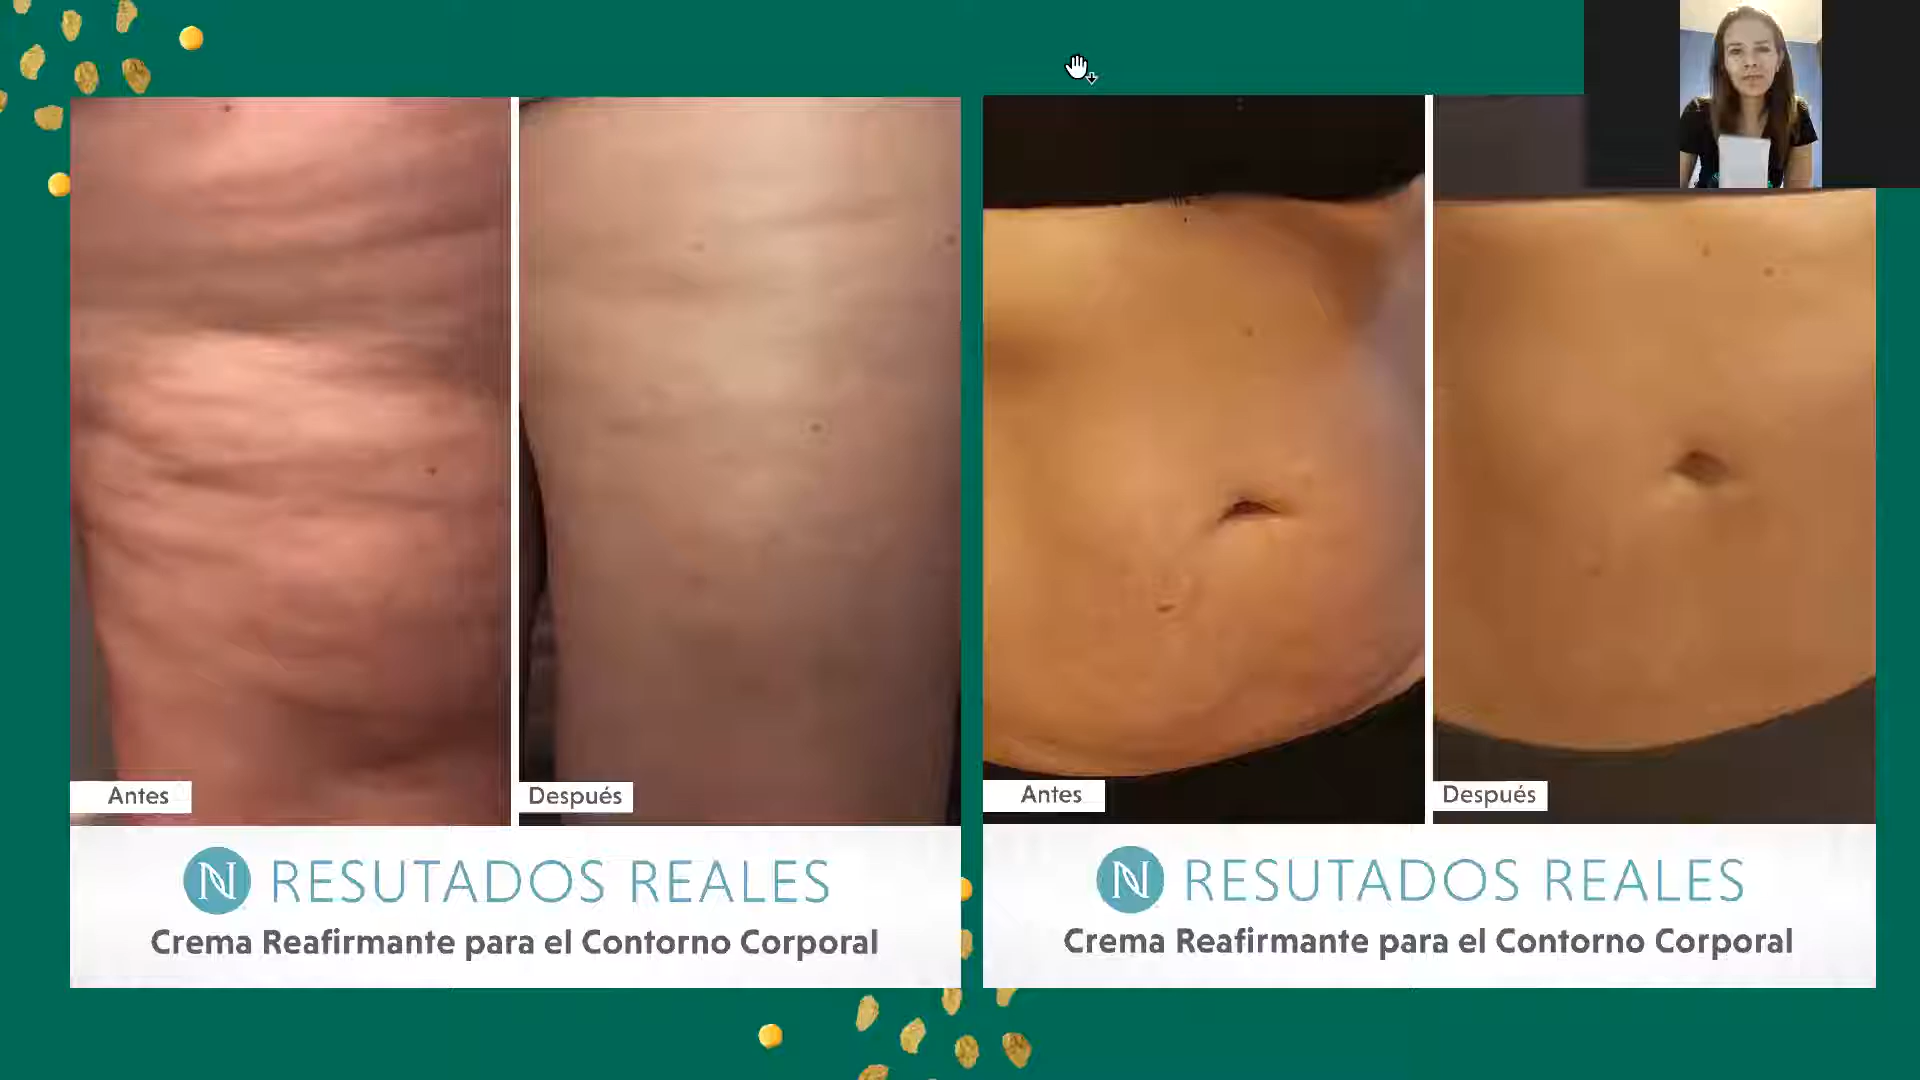 Antes
Después
N RESUTADOS REALES
Crema Reafirmante para el Contorno Corporal
Antes
Después
N RESUTADOS REALES
Crema Reafirmante para el Contorno Corporal